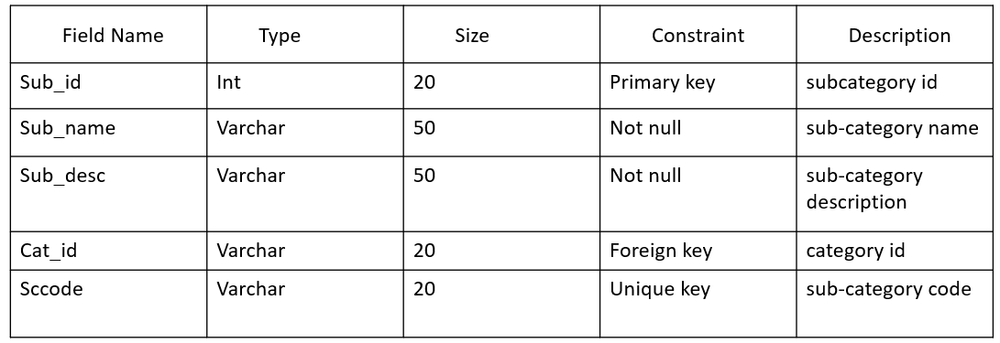 Field Name Type Size Constraint Description
Sub_id Int 20 Primary key subcategory id
Sub_name Varchar 50 Not null sub-category name
Sub_desc Varchar 50 Not null sub-category
description
Cat_id Varchar 20 Foreign key category id
Sccode Varchar 20 Unique key sub-category code